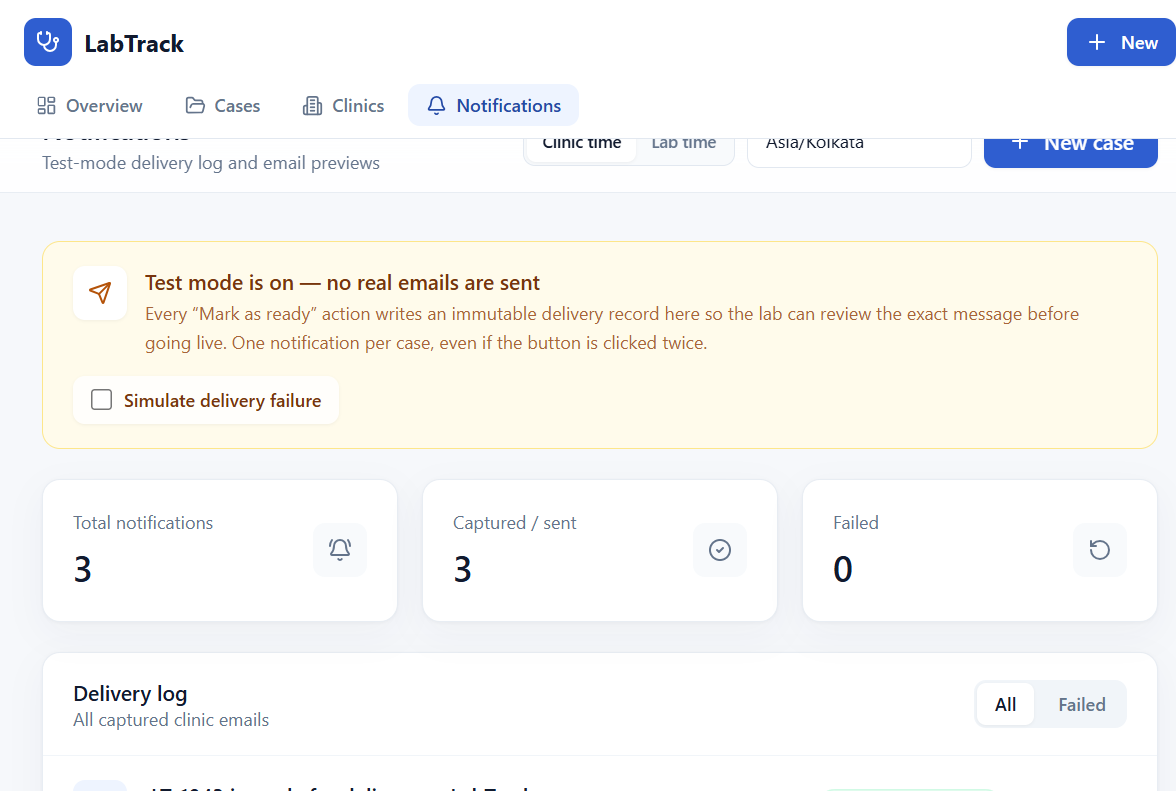 LabTrack
New
Overview
Cases
Clinics
Notifications
Notifications
Clinic time
Lab time
Asia/Kolkata
New case
Test-mode delivery log and email previews
Test mode is on — no real emails are sent
Every “Mark as ready” action writes an immutable delivery record here so the lab can review the exact message before
going live. One notification per case, even if the button is clicked twice.
Simulate delivery failure
Total notifications
3
Captured / sent
3
Failed
0
Delivery log
All captured clinic emails
All
Failed